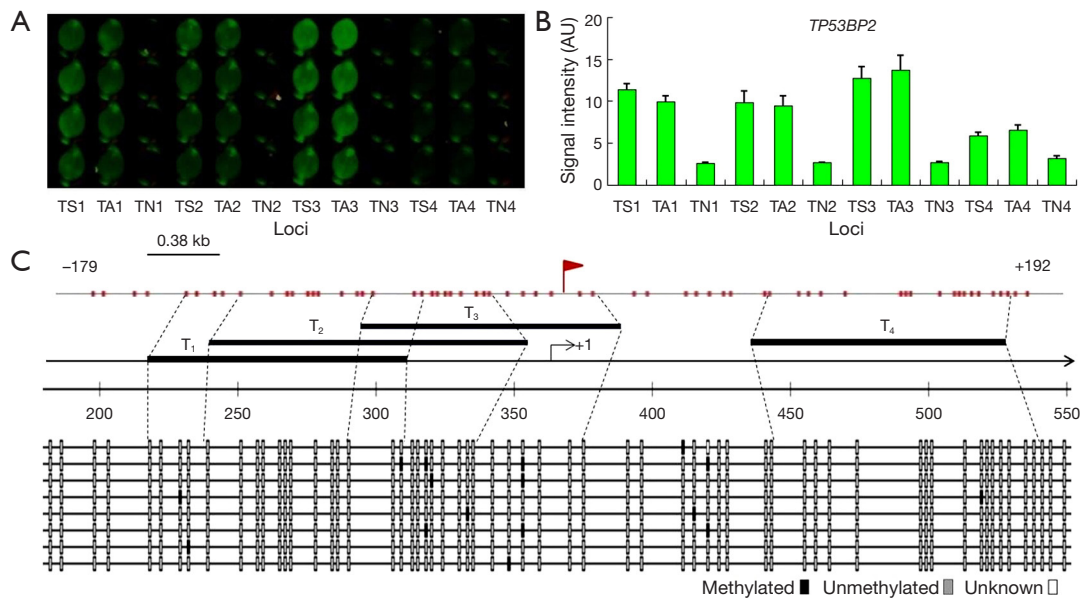 A
TS1 TA1 TN1 TS2 TA2 TN2 TS3 TA3 TN3 TS4 TA4 TN4
Loci
B
TP53BP2
Signal intensity (AU)
20
15
10
5
0
TS1 TA1 TN1 TS2 TA2 TN2 TS3 TA3 TN3 TS4 TA4 TN4
Loci
C
0.38 kb
–179
+192
T3
T2
T4
T1
+1
200 250 300 350 400 450 500 550
Methylated Unmethylated Unknown